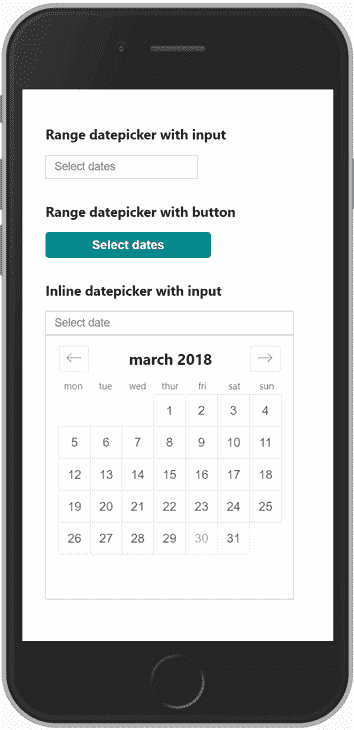 Range datepicker with input
Select dates
Range datepicker with button
Select dates
Inline datepicker with input
Select date
march 2018
mon tue wed thur fri sat sun
1 2 3 4
5 6 7 8 9 10 11
12 13 14 15 16 17 18
19 20 21 22 23 24 25
26 27 28 29 30 31